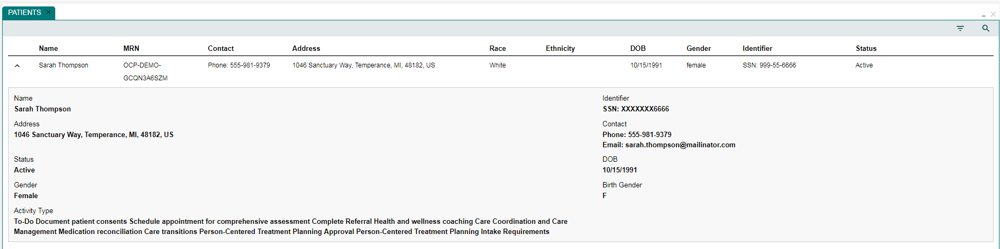 PATIENTS
Name MRN Contact Address Race Ethnicity DOB Gender Identifier Status
Sarah Thompson OCP-DEMO- Phone: 555-981-9379 1046 Sanctuary Way, Temperance, MI, 48182, US White 10/15/1991 female SSN: 999-55-6666 Active
GCQN3A6SZM
Name Identifier
Sarah Thompson SSN: XXXXXXX6666
Address Contact
1046 Sanctuary Way, Temperance, MI, 48182, US Phone: 555-981-9379
Email: sarah.thompson@mailinator.com
Status DOB
Active 10/15/1991
Gender Birth Gender
Female F
Activity Type
To-Do Document patient consents Schedule appointment for comprehensive assessment Complete Referral Health and wellness coaching Care Coordination and Care
Management Medication reconciliation Care transitions Person-Centered Treatment Planning Approval Person-Centered Treatment Planning Intake Requirements